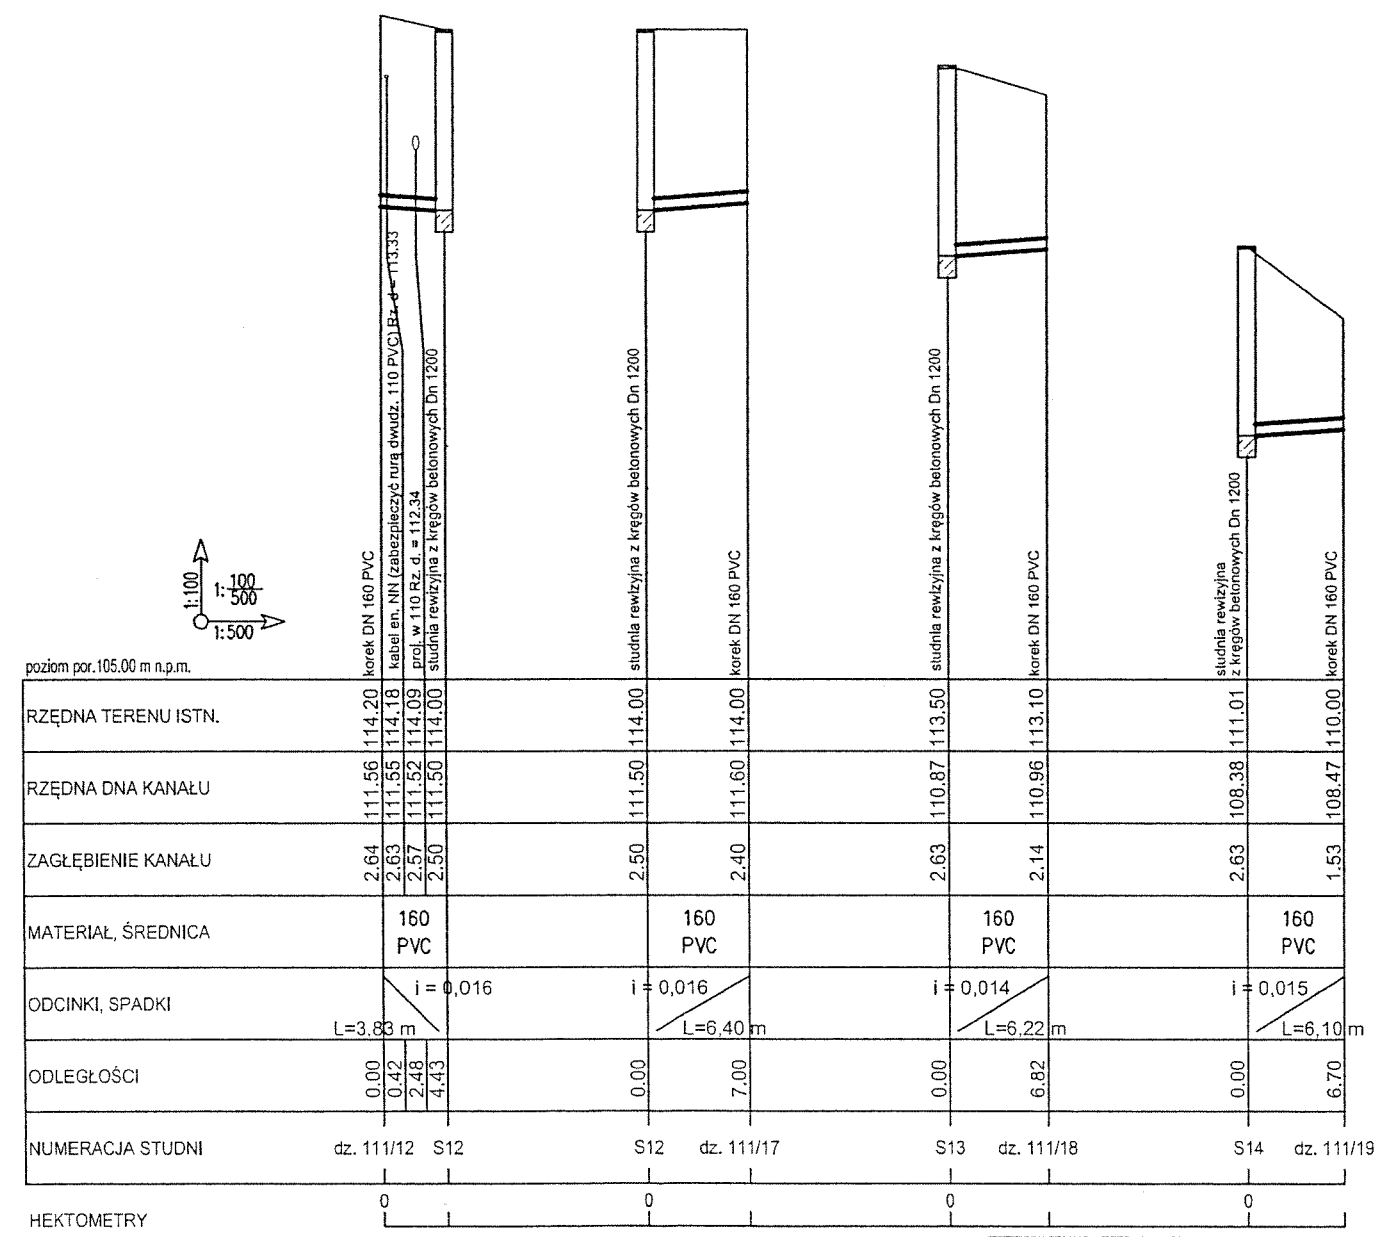 korek DN 160 PVC
kabel en. NN (zabezpieczyć rurą dwudz. 110 PVC) Rz. d = 113.33
proj. w 110 Rz. d. = 112.34
studnia rewizyjna z kręgów betonowych Dn 1200
studnia rewizyjna z kręgów betonowych Dn 1200
korek DN 160 PVC
studnia rewizyjna z kręgów betonowych Dn 1200
korek DN 160 PVC
studnia rewizyjna
z kręgów betonowych Dn 1200
korek DN 160 PVC
1:100
1: 100/500
1:500
poziom por.105.00 m n.p.m.
RZĘDNA TERENU ISTN. 114.20 114.18 114.09 114.00 114.00 114.00 113.50 113.10 111.01 110.00
RZĘDNA DNA KANAŁU 111.56 111.55 111.52 111.50 111.50 111.60 110.87 110.96 108.38 108.47
ZAGŁĘBIENIE KANAŁU 2.64 2.63 2.57 2.50 2.50 2.40 2.63 2.14 2.63 1.53
MATERIAŁ, ŚREDNICA 160 PVC 160 PVC 160 PVC 160 PVC
ODCINKI, SPADKI i = 0,016 i = 0,016 i = 0,014 i = 0,015
L=3,83 m L=6,40 m L=6,22 m L=6,10 m
ODLEGŁOŚCI 0.00 0.42 2.48 4.43 0.00 7.00 0.00 6.82 0.00 6.70
NUMERACJA STUDNI dz. 111/12 S12 S12 dz. 111/17 S13 dz. 111/18 S14 dz. 111/19
HEKTOMETRY 0 0 0 0